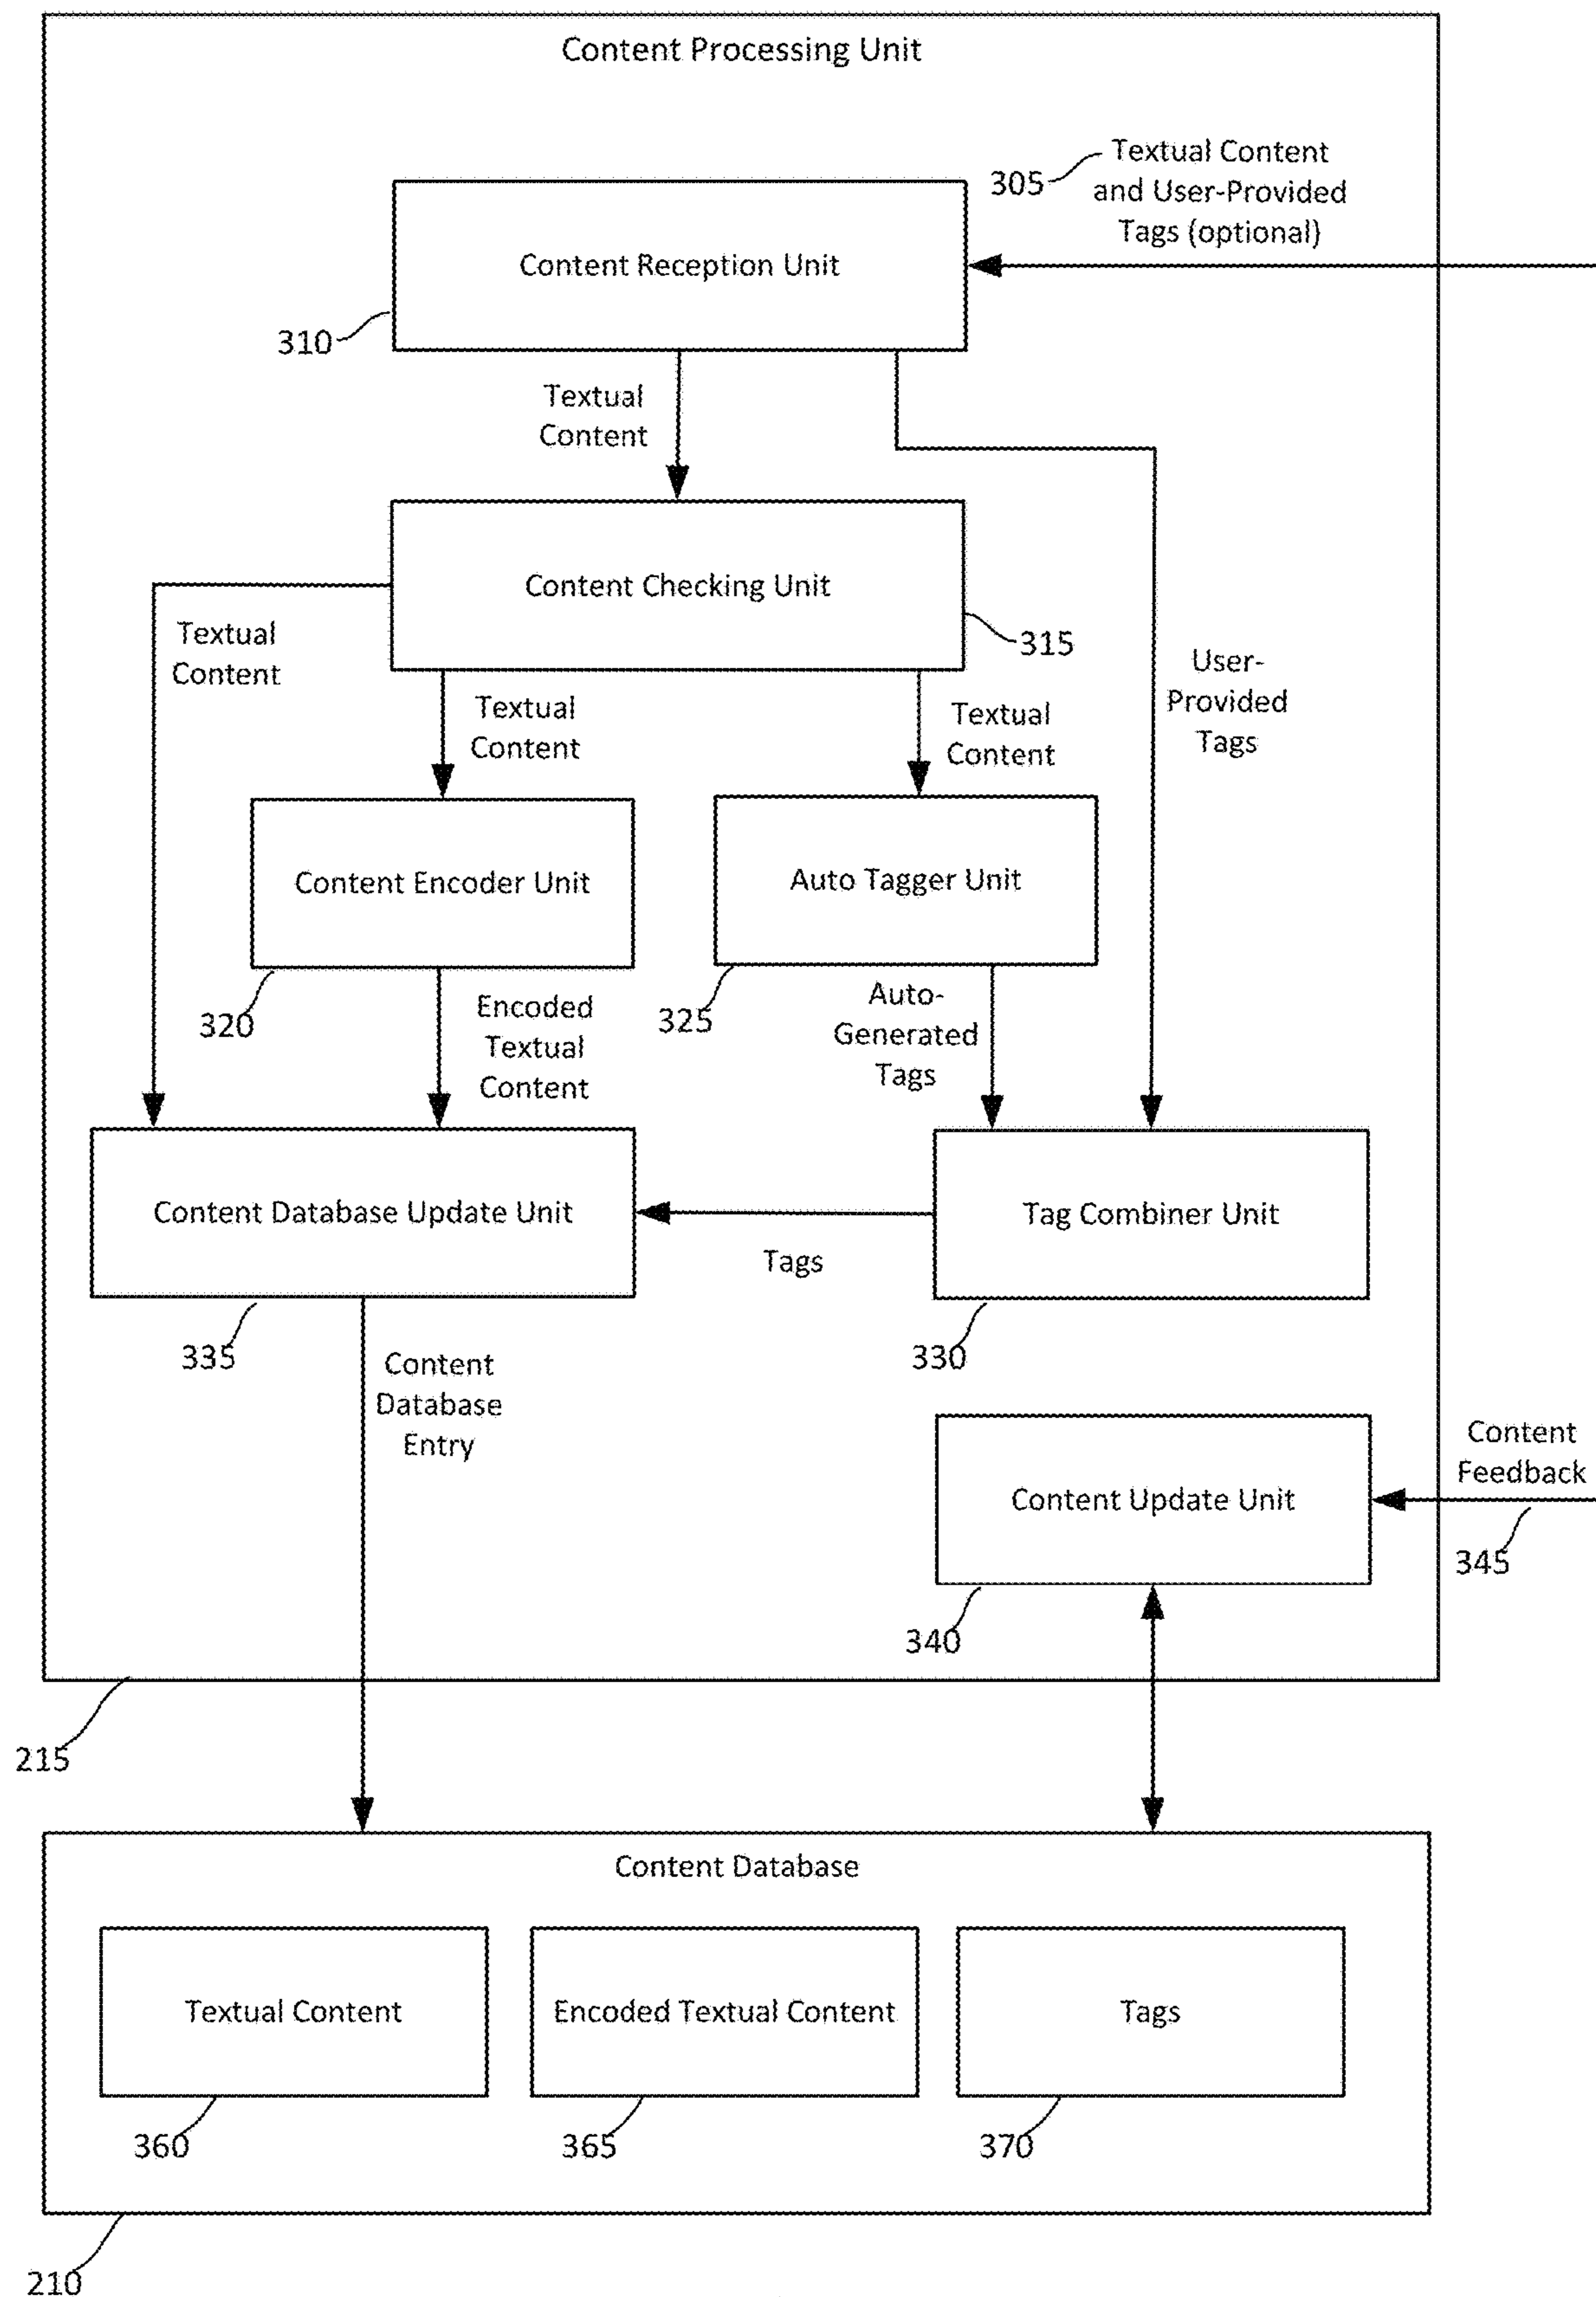 Content Processing Unit
305
Textual Content
and User-Provided
Tags (optional)
Content Reception Unit
310
Textual
Content
Content Checking Unit
315
Textual
Content
Textual
Content
Textual
Content
User-
Provided
Tags
Content Encoder Unit
320
Auto Tagger Unit
325
Encoded
Textual
Content
Auto-
Generated
Tags
Content Database Update Unit
335
Tags
Tag Combiner Unit
330
Content
Database
Entry
Content Update Unit
340
Content
Feedback
345
215
Content Database
Textual Content
360
Encoded Textual Content
365
Tags
370
210